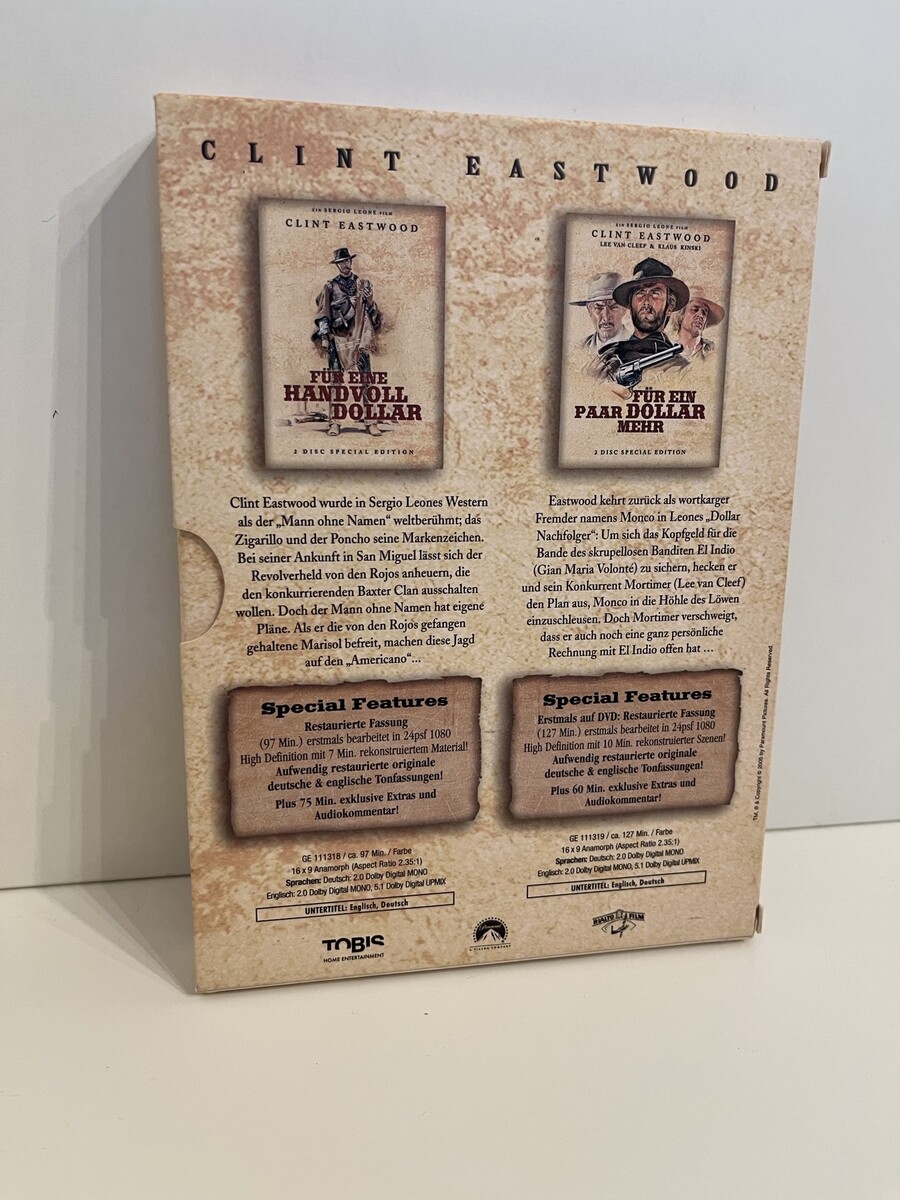 CLINT EASTWOOD
EIN SERGIO LEONE FILM
CLINT EASTWOOD
FÜR EINE
HANDVOLL
DOLLAR
2 DISC SPECIAL EDITION
EIN SERGIO LEONE FILM
CLINT EASTWOOD
LEE VAN CLEEF & KLAUS KINSKI
FÜR EIN
PAAR DOLLAR
MEHR
2 DISC SPECIAL EDITION
Clint Eastwood wurde in Sergio Leones Western
als der „Mann ohne Namen“ weltberühmt; das
Zigarillo und der Poncho seine Markenzeichen.
Bei seiner Ankunft in San Miguel lässt sich der
Revolverheld von den Rojos anheuern, die
den konkurrierenden Baxter Clan ausschalten
wollen. Doch der Mann ohne Namen hat eigene
Pläne. Als er die von den Rojos gefangen
gehaltene Marisol befreit, machen diese Jagd
auf den „Americano“...
Eastwood kehrt zurück als wortkarger
Fremder namens Monco in Leones „Dollar
Nachfolger“: Um sich das Kopfgeld für die
Bande des skrupellosen Banditen El Indio
(Gian Maria Volonté) zu sichern, hecken er
und sein Konkurrent Mortimer (Lee van Cleef)
den Plan aus, Monco in die Höhle des Löwen
einzuschleusen. Doch Mortimer verschweigt,
dass er auch noch eine ganz persönliche
Rechnung mit El Indio offen hat ...
Special Features
Restaurierte Fassung
(97 Min.) erstmals bearbeitet in 24psf 1080
High Definition mit 7 Min. rekonstruiertem Material!
Aufwendig restaurierte originale
deutsche & englische Tonfassungen!
Plus 75 Min. exklusive Extras und
Audiokommentar!
Special Features
Erstmals auf DVD: Restaurierte Fassung
(127 Min.) erstmals bearbeitet in 24psf 1080
High Definition mit 10 Min. rekonstruierter Szenen!
Aufwendig restaurierte originale
deutsche & englische Tonfassungen!
Plus 60 Min. exklusive Extras und
Audiokommentar!
GE 111318 / ca. 97 Min. / Farbe
16 x 9 Anamorph (Aspect Ratio 2.35:1)
Sprachen: Deutsch: 2.0 Dolby Digital MONO
Englisch: 2.0 Dolby Digital MONO, 5.1 Dolby Digital UPMIX
UNTERTITEL: Englisch, Deutsch
GE 111319 / ca. 127 Min. / Farbe
16 x 9 Anamorph (Aspect Ratio 2.35:1)
Sprachen: Deutsch: 2.0 Dolby Digital MONO
Englisch: 2.0 Dolby Digital MONO, 5.1 Dolby Digital UPMIX
UNTERTITEL: Englisch, Deutsch
TOBIS
HOME ENTERTAINMENT
Paramount
A VIACOM COMPANY
RIALTO FILM
TM, ® & Copyright © 2005 by Paramount Pictures. All Rights Reserved.